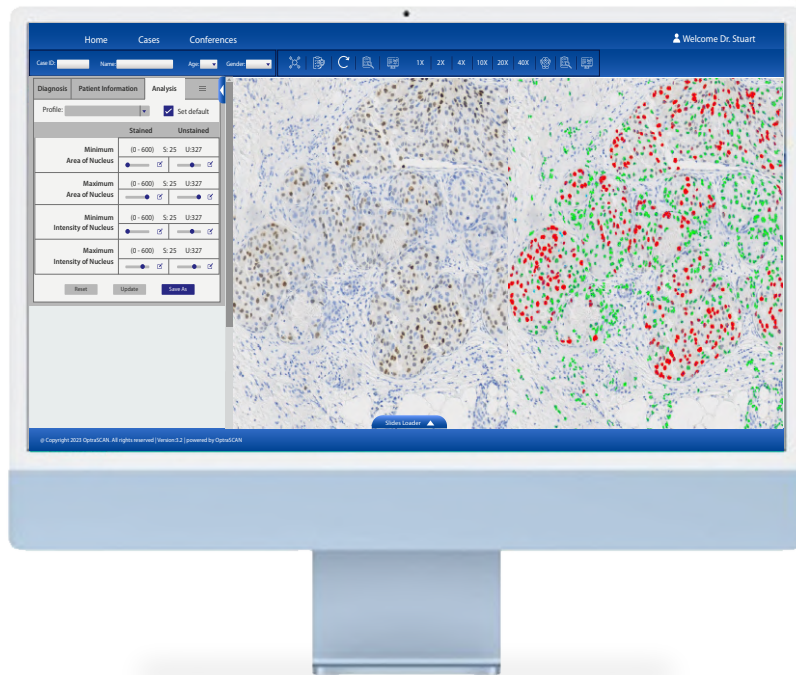 Home Cases Conferences Welcome Dr. Stuart
Case ID: Name: Age: Gender: 1X 2X 4X 10X 20X 40X
Diagnosis Patient Information Analysis
Profile: Set default
Stained Unstained
Minimum (0 - 600) S: 25 U:327
Area of Nucleus
Maximum (0 - 600) S: 25 U:327
Area of Nucleus
Minimum (0 - 600) S: 25 U:327
Intensity of Nucleus
Maximum (0 - 600) S: 25 U:327
Intensity of Nucleus
Reset Update Save As
Slides Loader
@ Copyright 2023 OptraSCAN. All rights reserved | Version:3.2 | powered by OptraSCAN